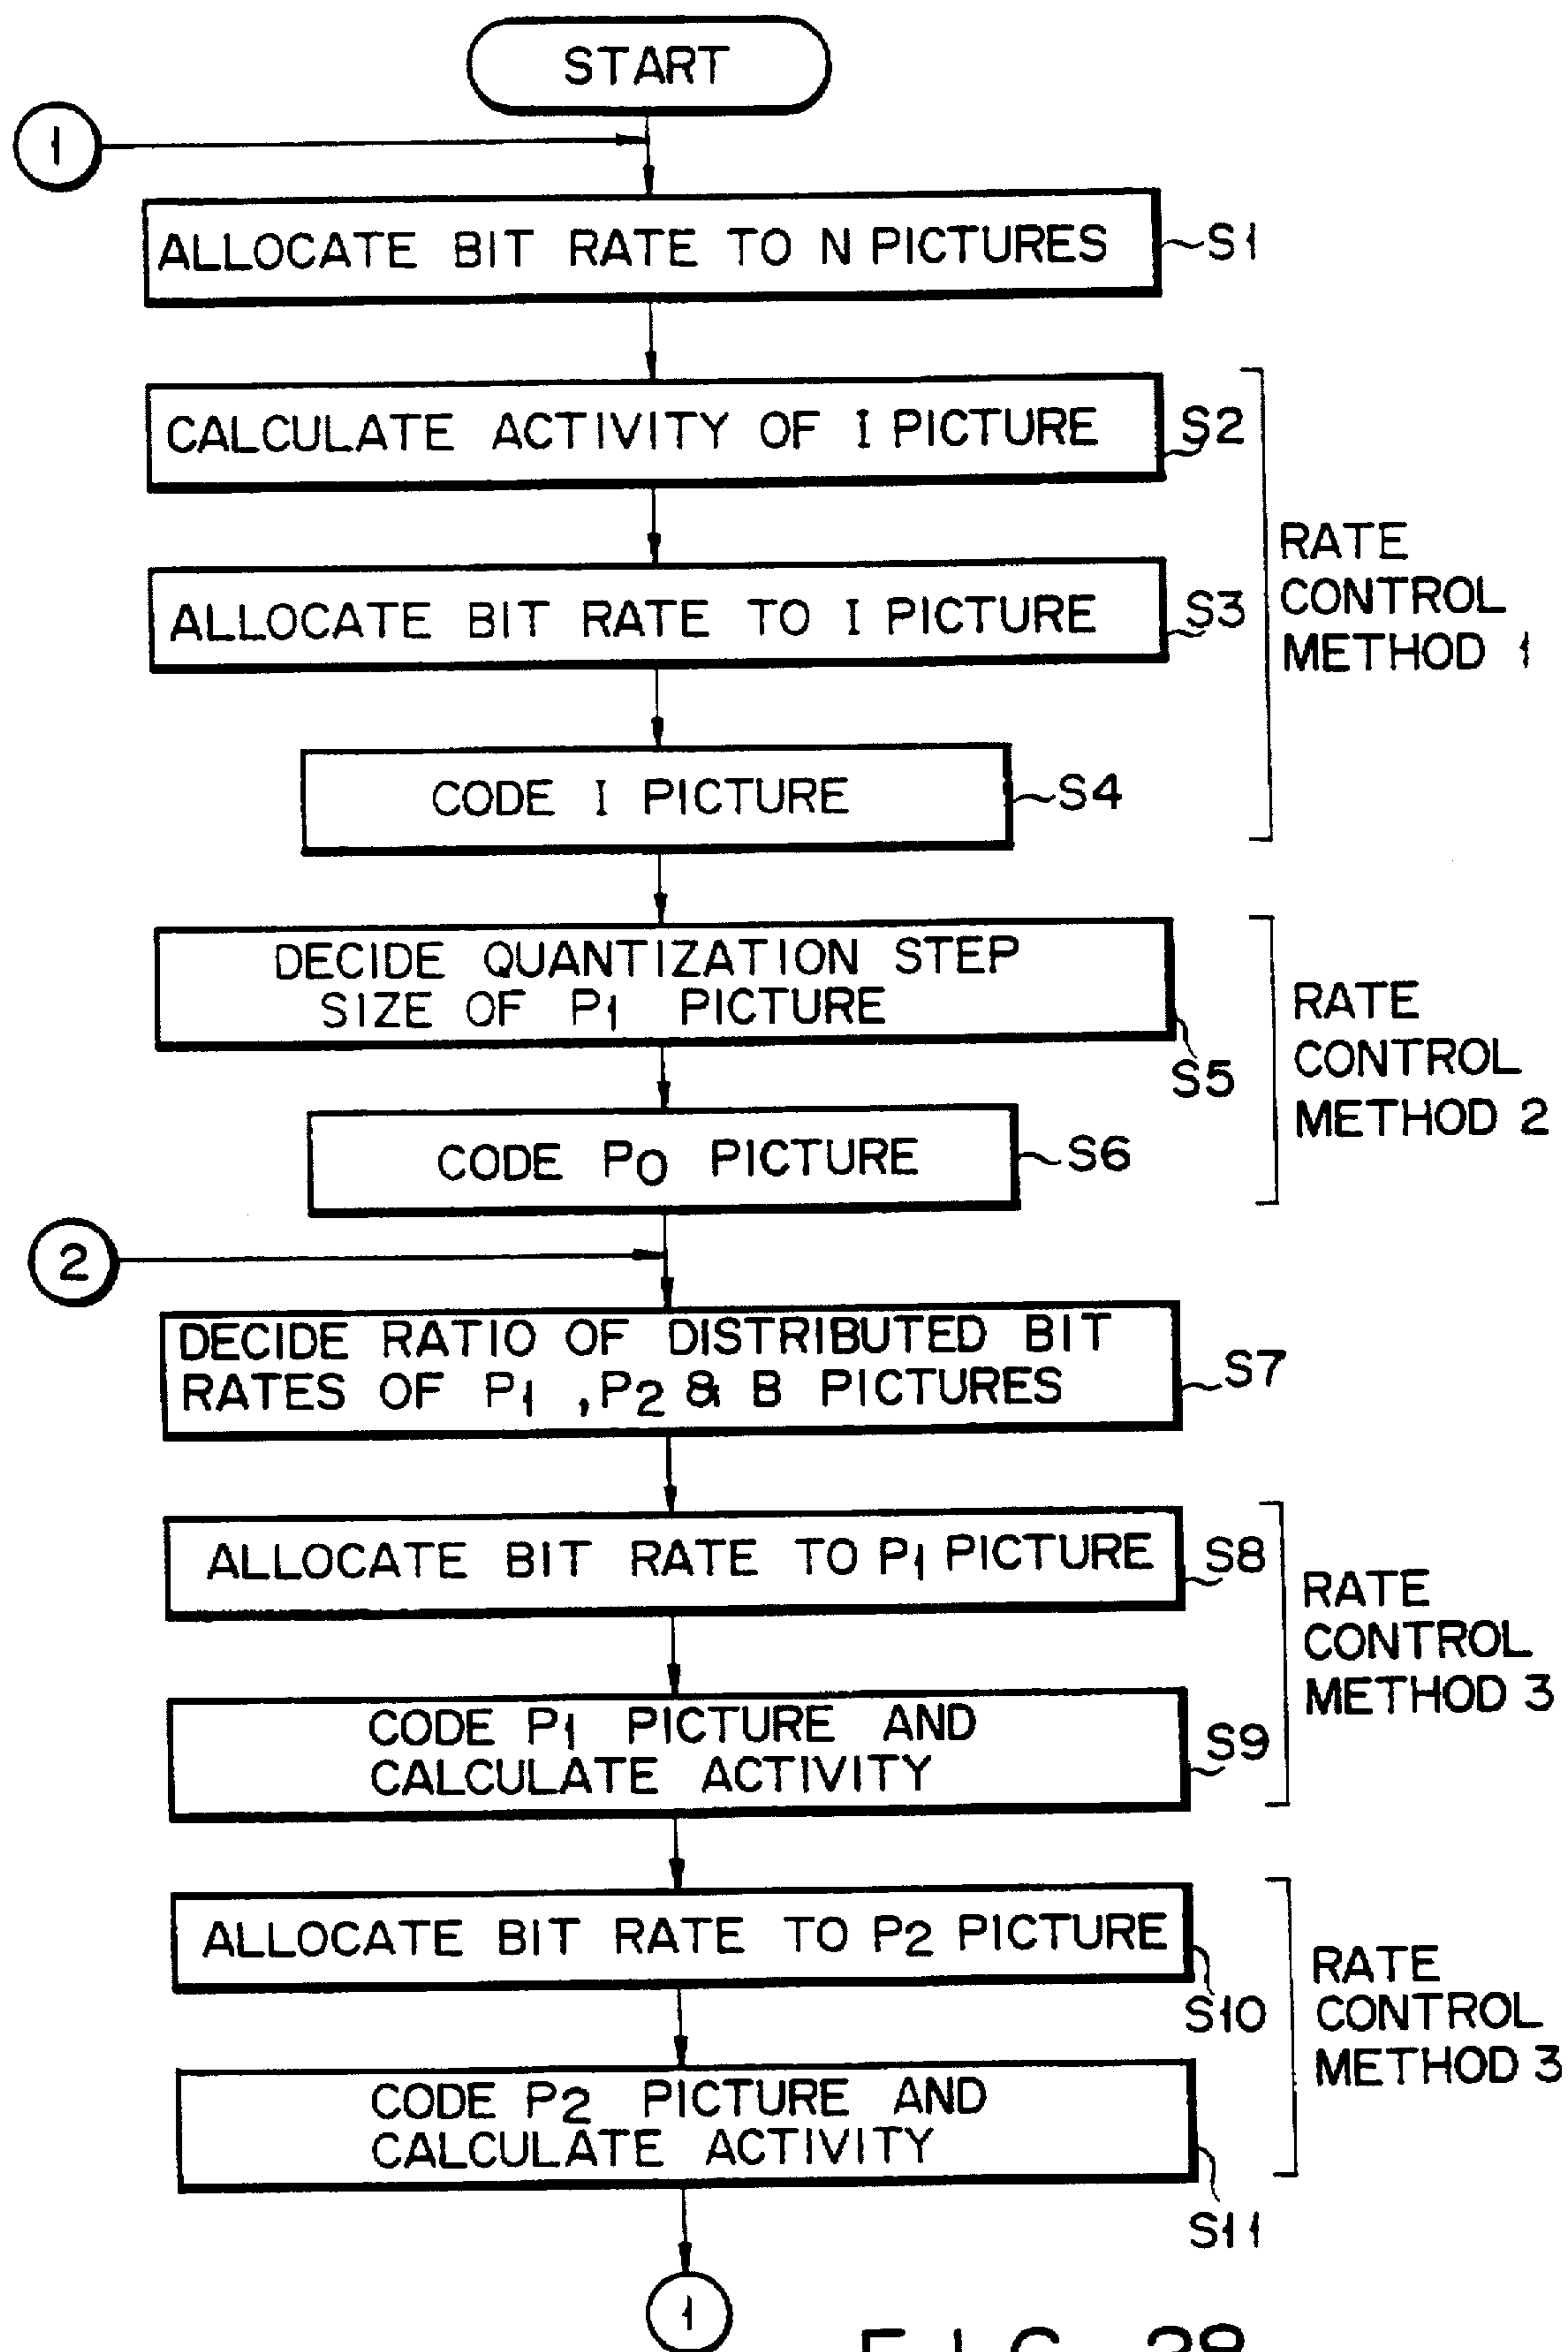 START
1
ALLOCATE BIT RATE TO N PICTURES
S1
CALCULATE ACTIVITY OF I PICTURE
S2
ALLOCATE BIT RATE TO I PICTURE
S3
RATE
CONTROL
METHOD 1
CODE I PICTURE
S4
DECIDE QUANTIZATION STEP
SIZE OF P1 PICTURE
S5
RATE
CONTROL
METHOD 2
CODE P0 PICTURE
S6
2
DECIDE RATIO OF DISTRIBUTED BIT
RATES OF P1 ,P2 & B PICTURES
S7
ALLOCATE BIT RATE TO P1 PICTURE
S8
RATE
CONTROL
METHOD 3
CODE P1 PICTURE AND
CALCULATE ACTIVITY
S9
ALLOCATE BIT RATE TO P2 PICTURE
S10
RATE
CONTROL
METHOD 3
CODE P2 PICTURE AND
CALCULATE ACTIVITY
S11
1